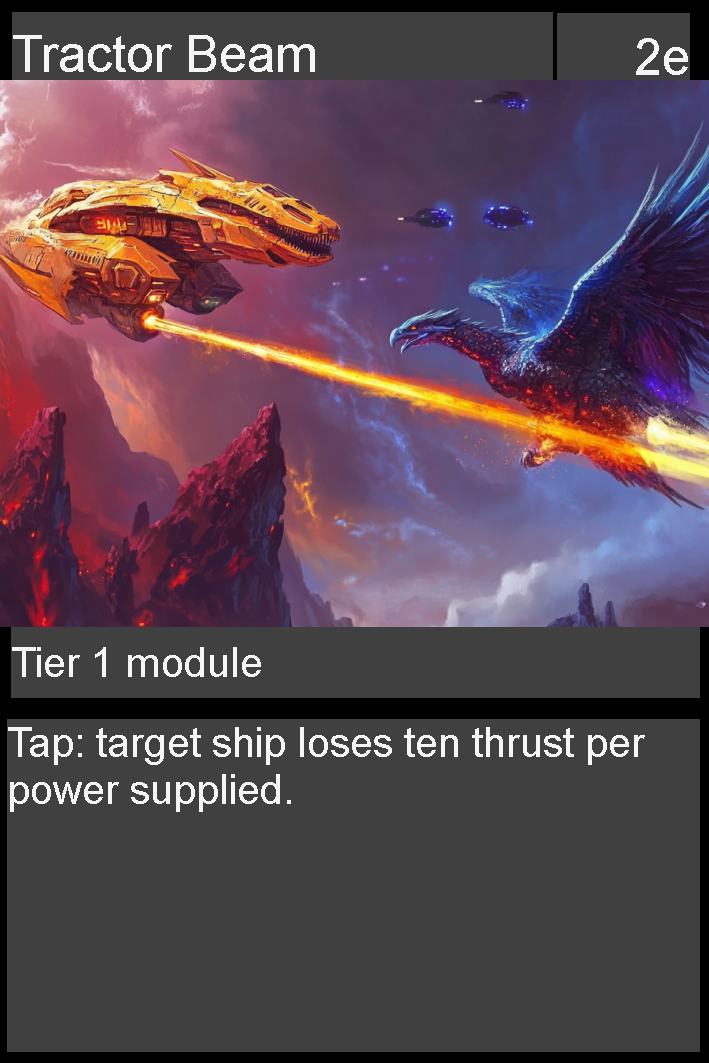 Tractor Beam
2e
Tier 1 module
Tap: target ship loses ten thrust per
power supplied.